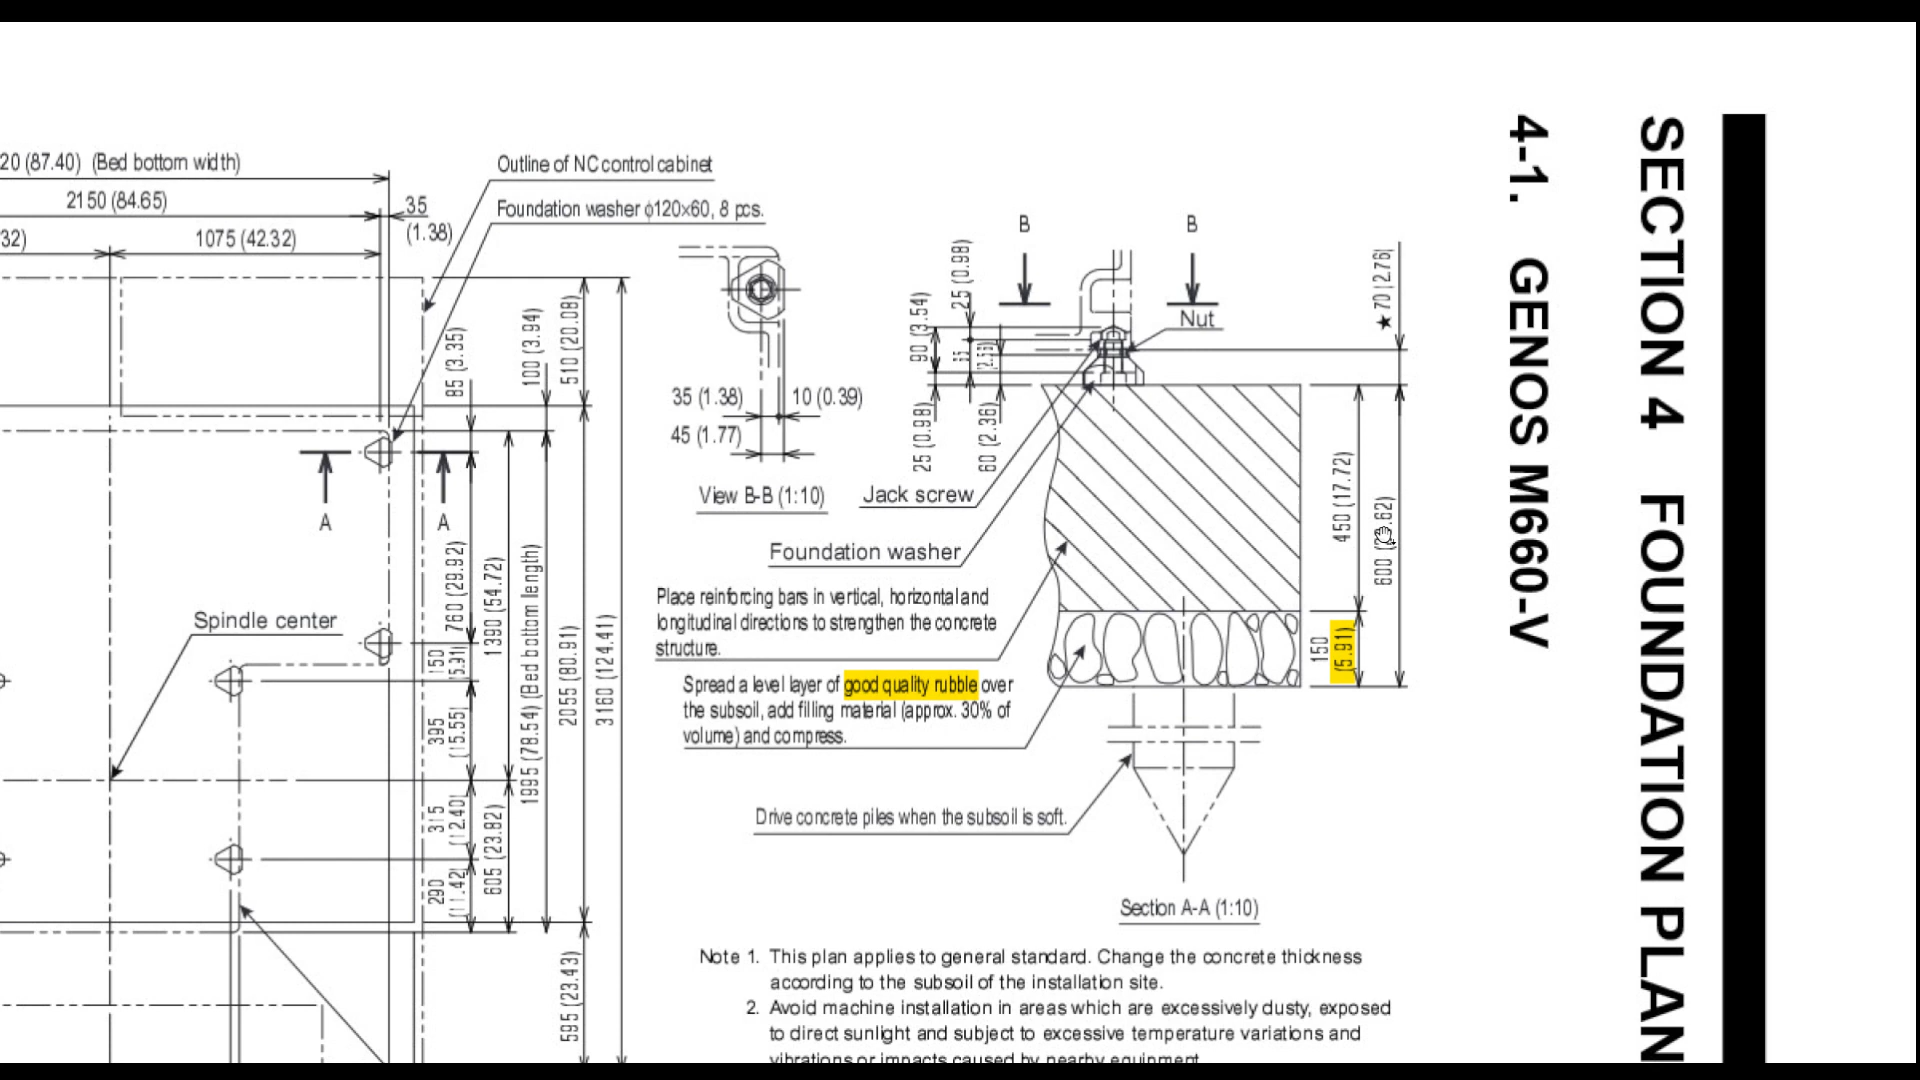 SECTION 4 FOUNDATION PLAN
4-1. GENOS M660-V
20 (87.40) (Bed bottom width)
2150 (84.65)
35
(1.38)
32)
1075 (42.32)
Outline of NC control cabinet
Foundation washer ϕ120×60, 8 pcs.
85 (3.35)
100 (3.94)
510 (20.08)
A
A
760 (29.92)
1390 (54.72)
1995 (78.54) (Bed bottom length)
2055 (80.91)
3160 (124.41)
150
(5.91)
395
(15.55)
315
(12.40)
290
(11.42)
605 (23.82)
595 (23.43)
Spindle center
35 (1.38)
10 (0.39)
45 (1.77)
View B-B (1:10)
B
B
25 (0.98)
90 (3.54)
25 (0.98)
60 (2.36)
Nut
★ 70 (2.76)
Jack screw
Foundation washer
450 (17.72)
600
150
(5.91)
Place reinforcing bars in vertical, horizontal and
longitudinal directions to strengthen the concrete
structure.
Spread a level layer of good quality rubble over
the subsoil, add filling material (approx. 30% of
volume) and compress.
Drive concrete piles when the subsoil is soft.
Section A-A (1:10)
Note 1. This plan applies to general standard. Change the concrete thickness
according to the subsoil of the installation site.
2. Avoid machine installation in areas which are excessively dusty, exposed
to direct sunlight and subject to excessive temperature variations and
vibrations or impacts caused by nearby equipment.